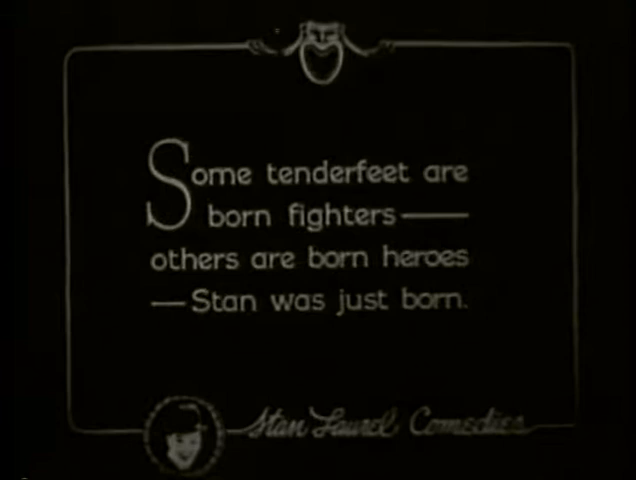 Some tenderfeet are
born fighters——
others are born heroes
—Stan was just born.
Stan Laurel Comedies